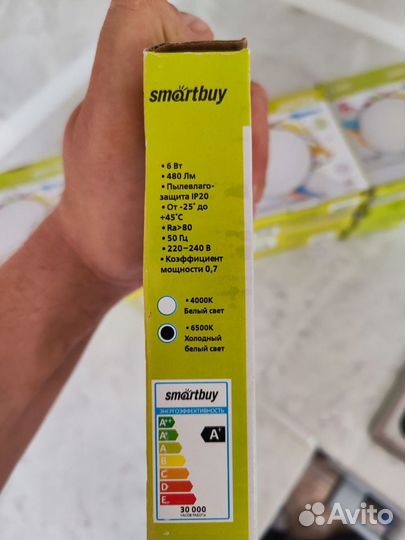 smartbuy
• 6 Вт
• 480 Лм
• Пылевлаго-
защита IP20
• От -25˚ до
+45˚С
• Ra>80
• 50 Гц
• 220–240 В
• Коэффициент
мощности 0,7
• 4000K
Белый свет
• 6500K
Холодный
белый свет
smartbuy
ЭНЕРГОЭФФЕКТИВНОСТЬ
A++
A+
A
B
C
D
E
A+
30 000
ЧАСОВ РАБОТЫ
Avito